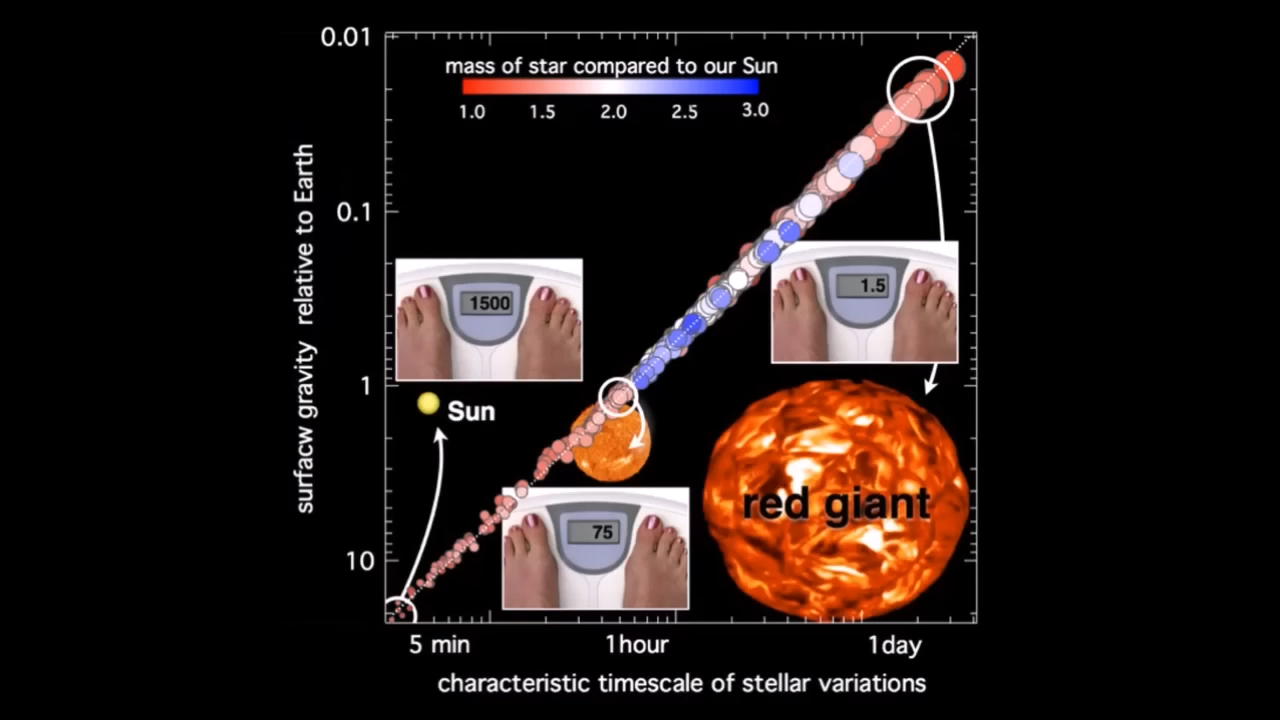 0.01
mass of star compared to our Sun
1.0 1.5 2.0 2.5 3.0
surfacw gravity relative to Earth
0.1
1500
1.5
1
Sun
red giant
75
10
5 min 1hour 1day
characteristic timescale of stellar variations